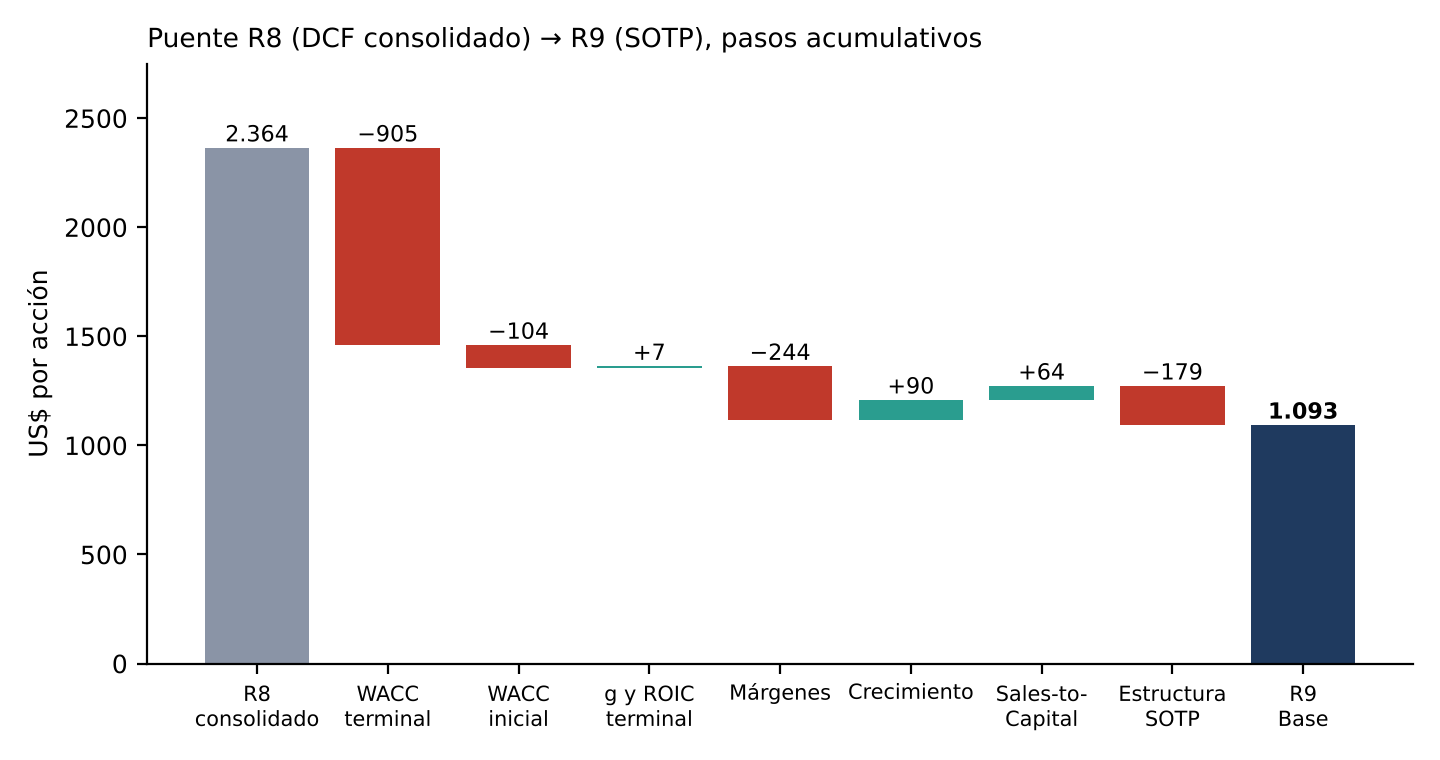 Puente R8 (DCF consolidado) → R9 (SOTP), pasos acumulativos
US$ por acción
2500
2000
1500
1000
500
0
2.364
−905
−104
+7
−244
+90
+64
−179
1.093
R8
consolidado
WACC
terminal
WACC
inicial
g y ROIC
terminal
Márgenes
Crecimiento
Sales-to-
Capital
Estructura
SOTP
R9
Base